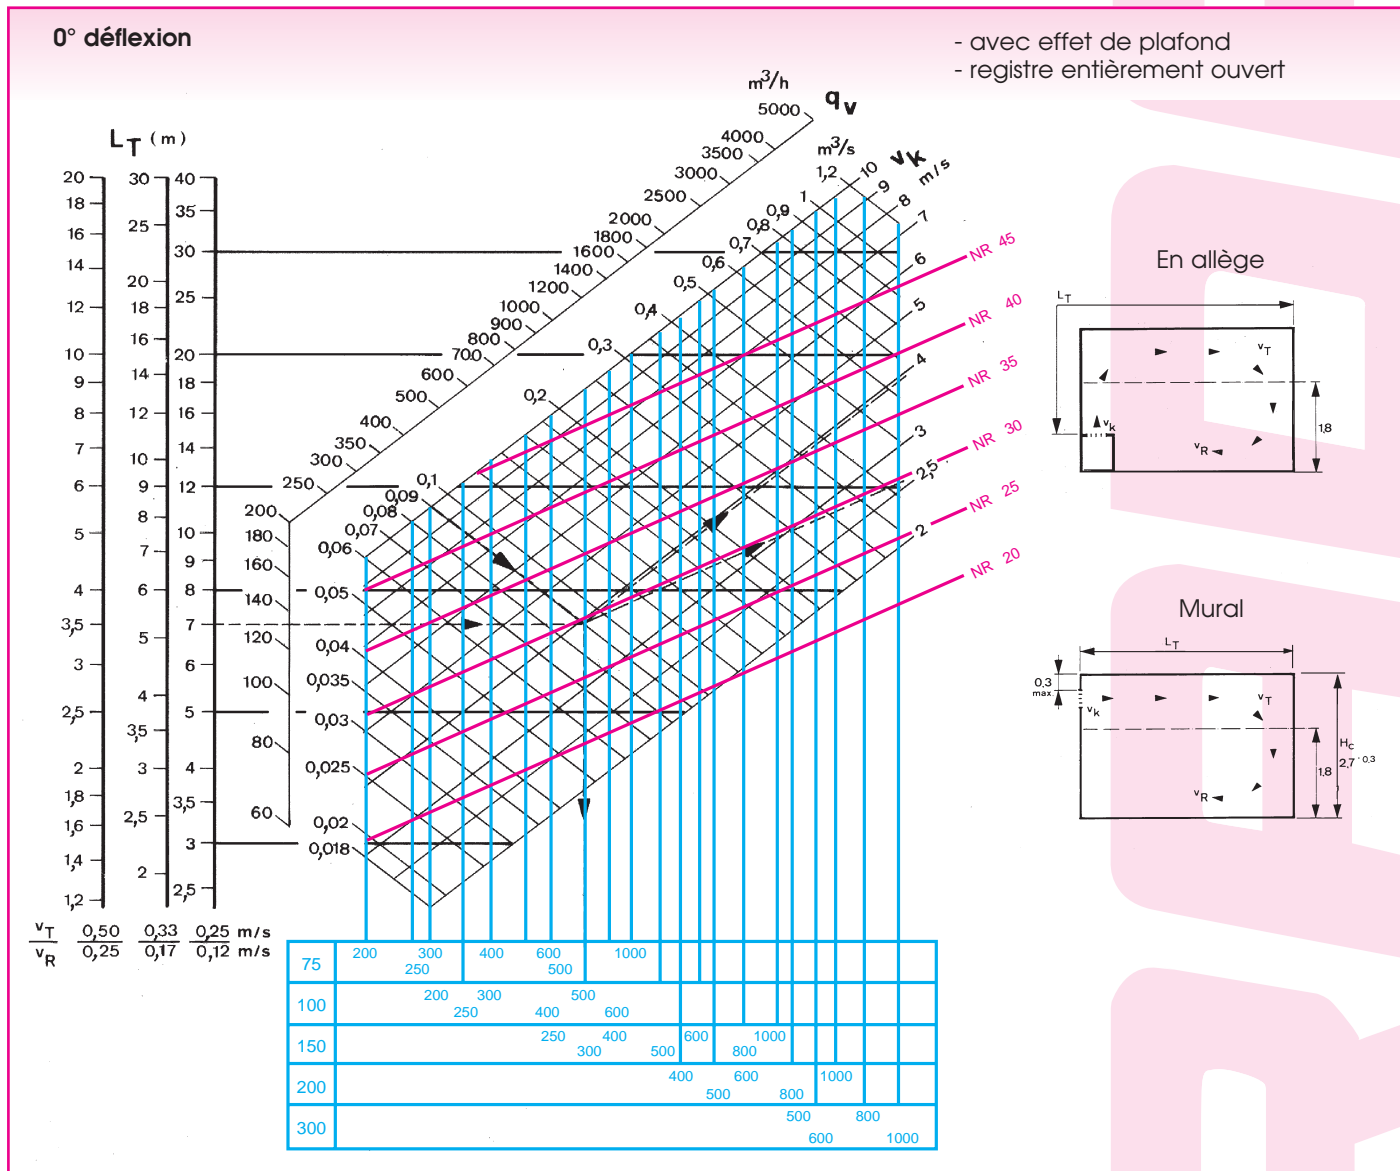 0° déflexion
- avec effet de plafond
- registre entièrement ouvert
m³/h
qv
5000
4000
3500
3000
2500
2000
1800
1600
1400
1200
1000
900
800
700
600
500
400
350
300
250
200
180
160
140
120
100
80
60
m³/s
1,2
1
0,9
0,8
0,7
0,6
0,5
0,4
0,3
0,2
0,1
0,09
0,08
0,07
0,06
0,05
0,04
0,035
0,03
0,025
0,02
0,018
vk
m/s
10
9
8
7
6
5
4
3
2,5
2
NR 45
NR 40
NR 35
NR 30
NR 25
NR 20
LT (m)
20 30 40
18 35
16 25 30
14 20 25
12 18
16
10 20
9 14 18
8 12 16
7 14
10
6 9 12
8 10
5 7 9
4 6 8
3,5 5 7
3 6
4
2,5 3,5 5
2 3 4
1,8 3,5
1,6 2,5
3
1,4 2
1,2 2,5
vT 0,50 0,33 0,25 m/s
vR 0,25 0,17 0,12 m/s
75 200 300 400 600 1000
250 500
100 200 300 500
250 400 600
150 250 400 600 1000
300 500 800
200 400 600 1000
500 800
300 500 800
600 1000
En allège
LT
vT
vk
vR
1,8
Mural
LT
0,3
max.
vk
vT
vR
1,8
Hc
2,7 · 0,3